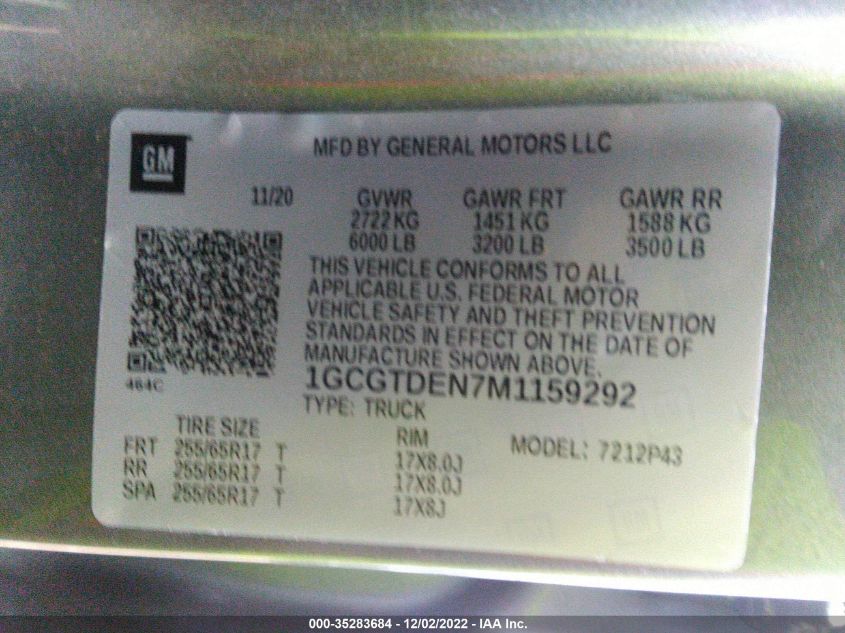 GM
MFD BY GENERAL MOTORS LLC
11/20 GVWR GAWR FRT GAWR RR
2722 KG 1451 KG 1588 KG
6000 LB 3200 LB 3500 LB
THIS VEHICLE CONFORMS TO ALL
APPLICABLE U.S. FEDERAL MOTOR
VEHICLE SAFETY AND THEFT PREVENTION
STANDARDS IN EFFECT ON THE DATE OF
MANUFACTURE SHOWN ABOVE.
464C
1GCGTDEN7M1159292
TYPE: TRUCK
TIRE SIZE RIM MODEL: 7212P43
FRT 255/65R17 T 17X8.0J
RR 255/65R17 T 17X8.0J
SPA 255/65R17 T 17X8J
000-35283684 - 12/02/2022 - IAA Inc.